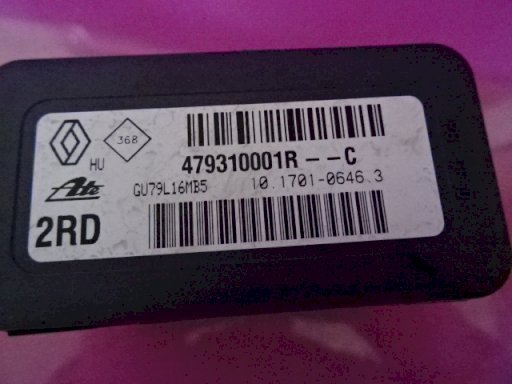 368
HU
479310001R -- C
Ate
GU79L16MB5 10.1701-0646.3
2RD